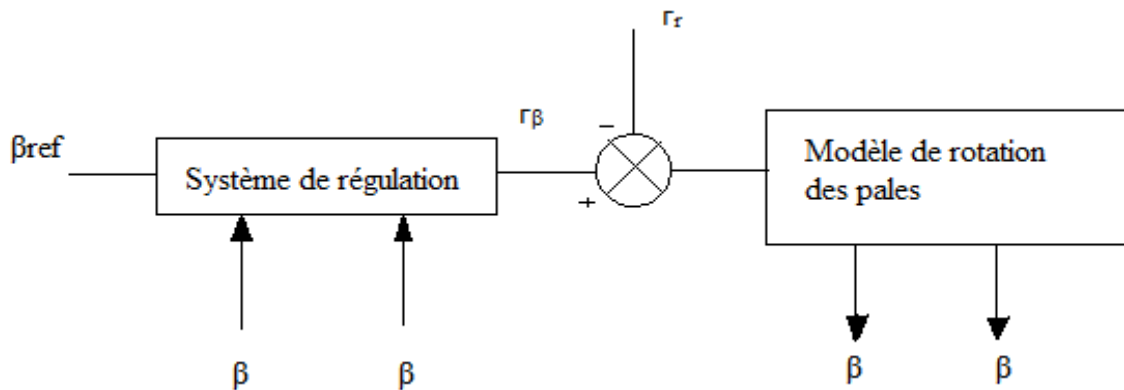 Γr
Γβ
−
βref
Système de régulation
+
Modèle de rotation
des pales
β
β
β
β